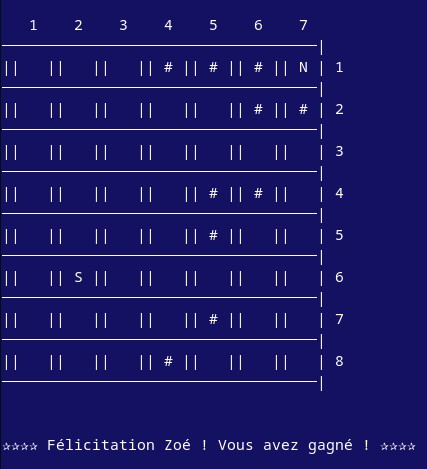 1 2 3 4 5 6 7
|| || || || # || # || # || N | 1
|| || || || || || # || # | 2
|| || || || || || || | 3
|| || || || || # || # || | 4
|| || || || || # || || | 5
|| || S || || || || || | 6
|| || || || || # || || | 7
|| || || || # || || || | 8
✰✰✰✰ Félicitation Zoé ! Vous avez gagné ! ✰✰✰✰